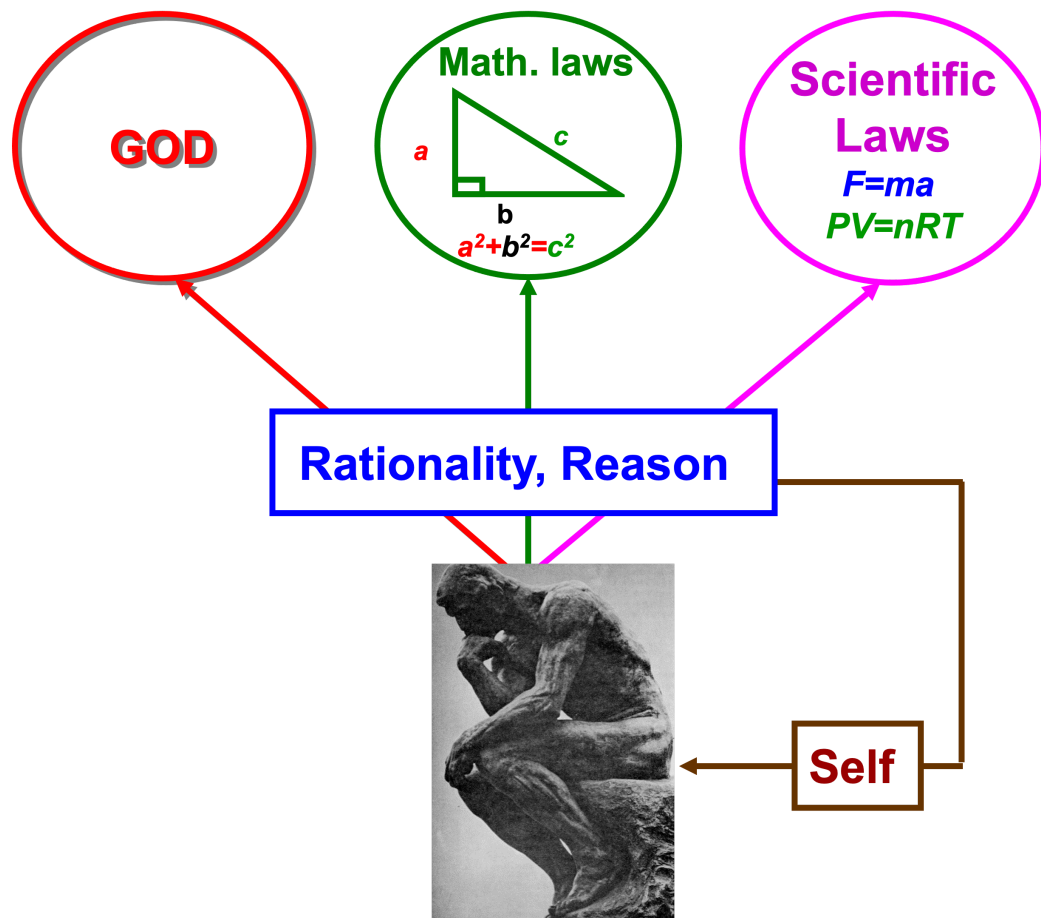 GOD
Math. laws
a
c
b
a²+b²=c²
Scientific
Laws
F=ma
PV=nRT
Rationality, Reason
Self